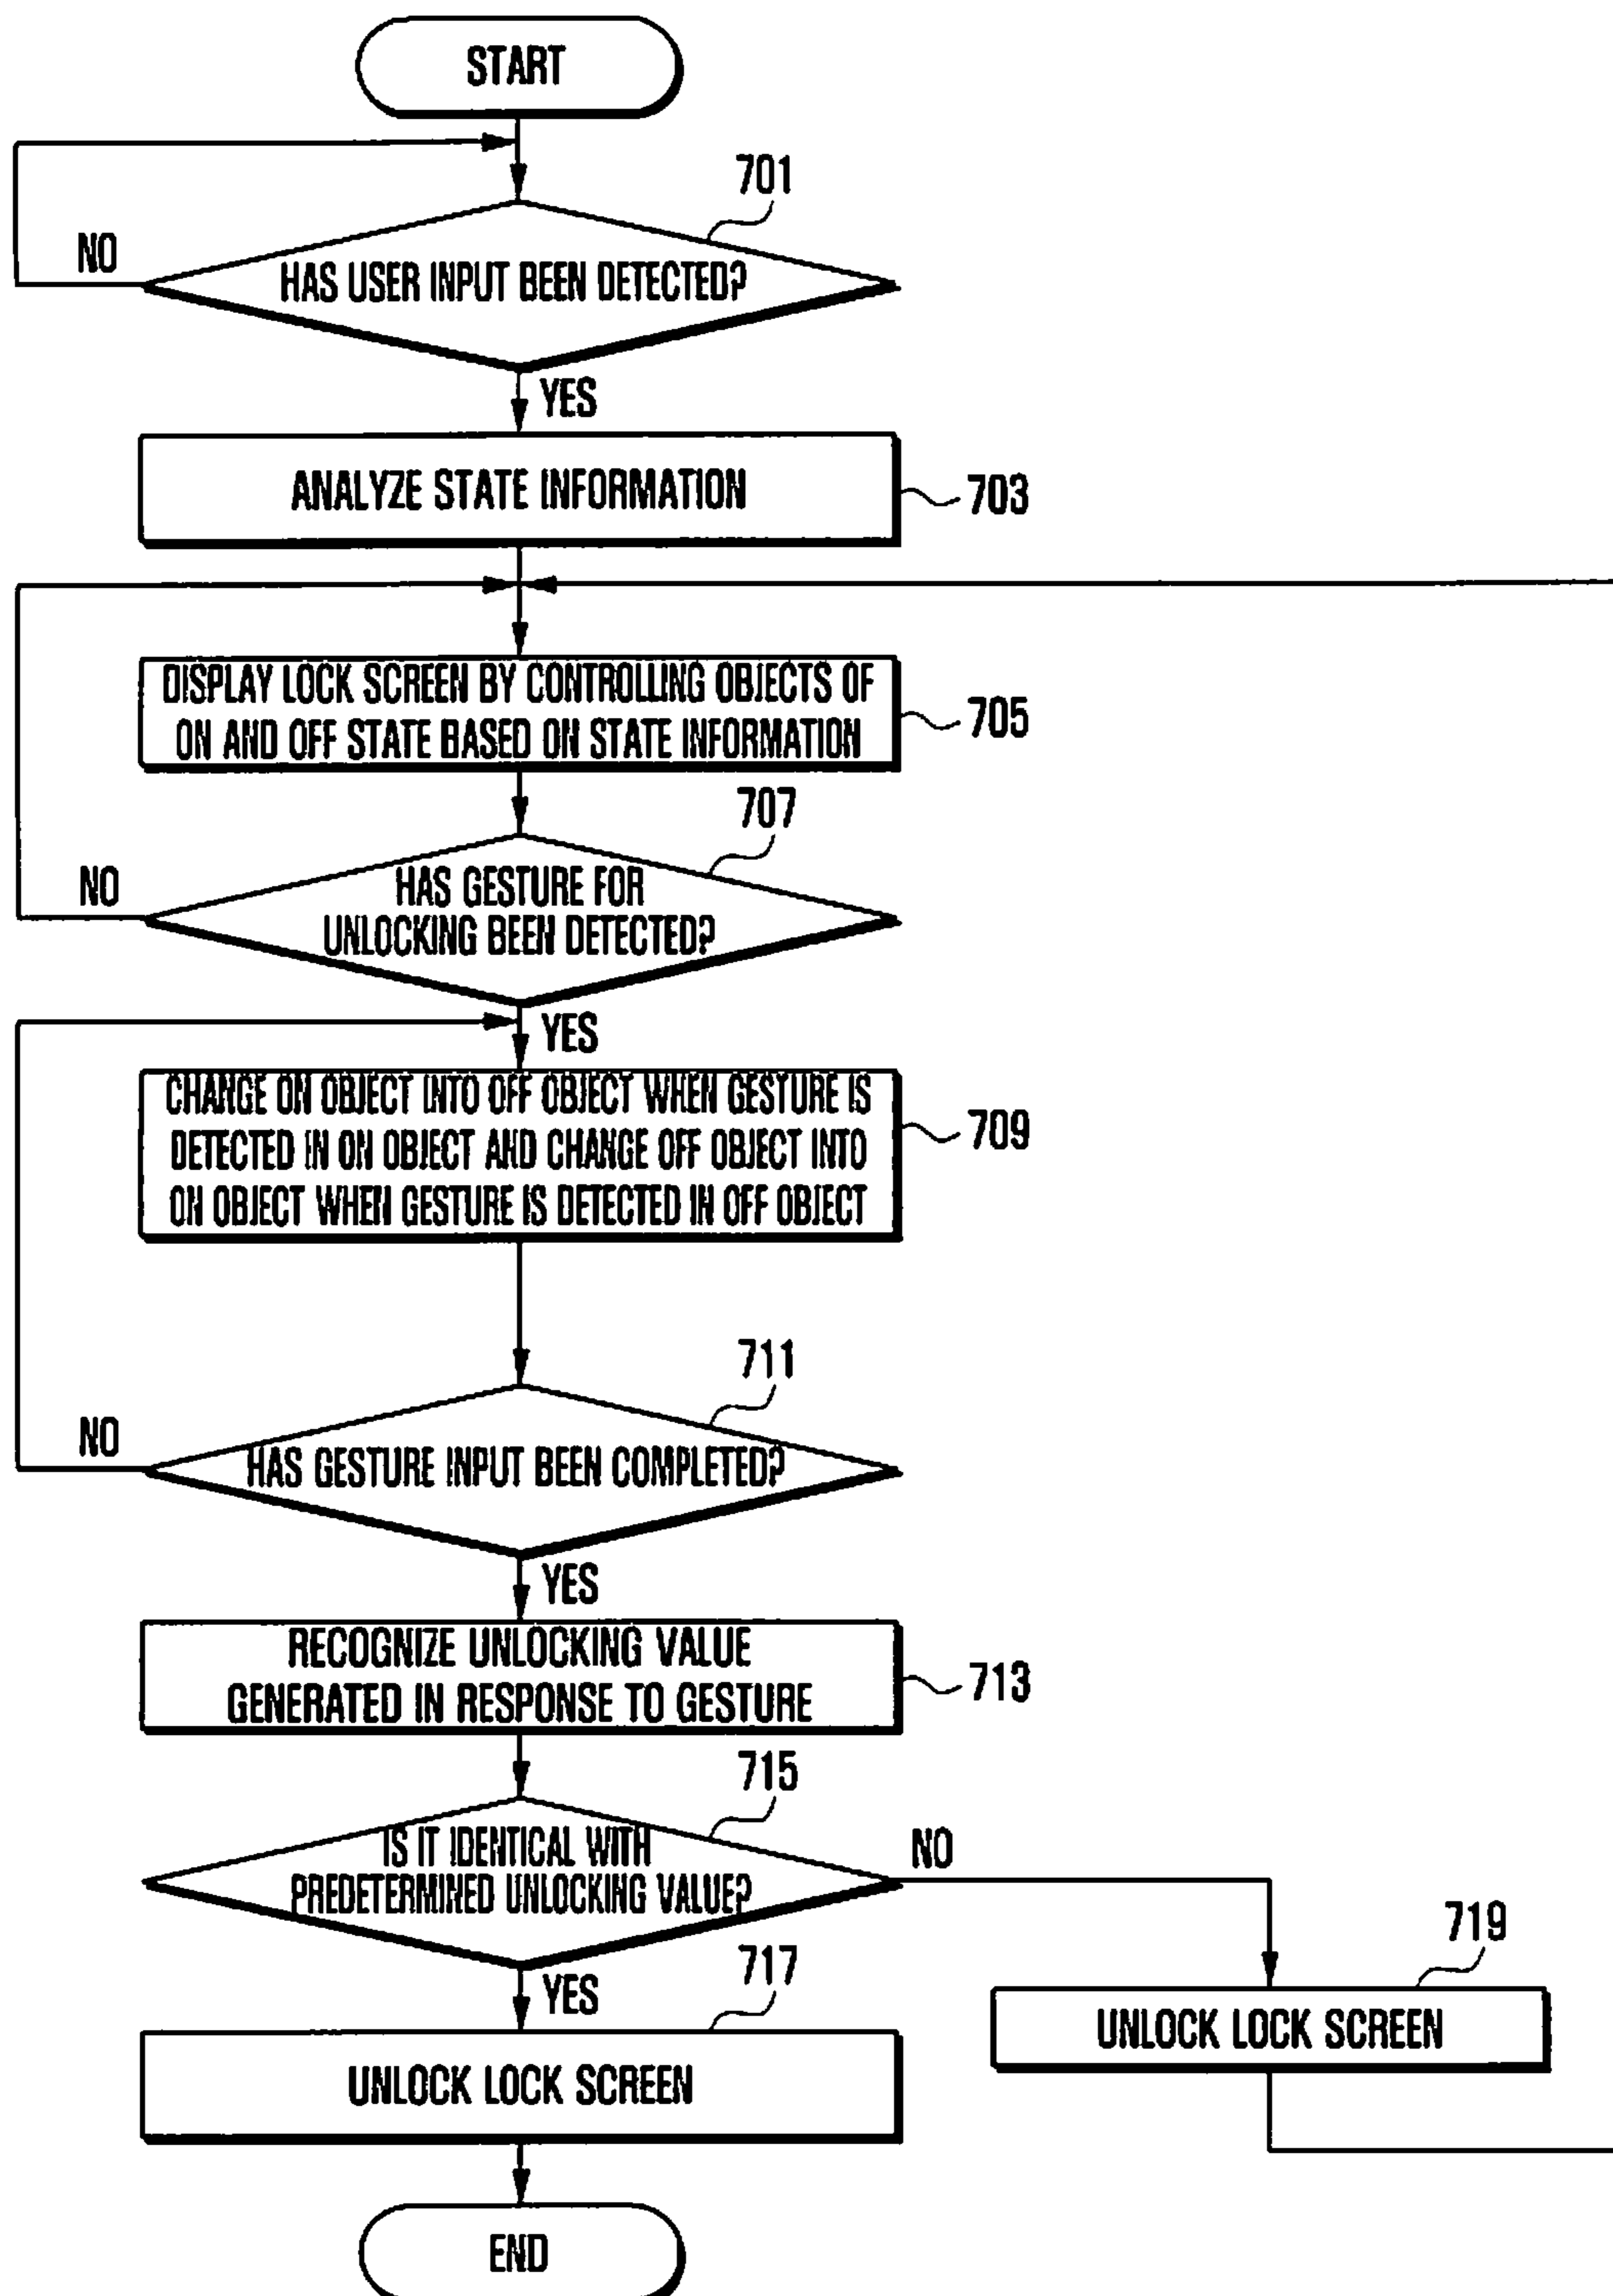 START
701
NO
HAS USER INPUT BEEN DETECTED?
YES
ANALYZE STATE INFORMATION
703
DISPLAY LOCK SCREEN BY CONTROLLING OBJECTS OF
ON AND OFF STATE BASED ON STATE INFORMATION
705
707
NO
HAS GESTURE FOR
UNLOCKING BEEN DETECTED?
YES
CHANGE ON OBJECT INTO OFF OBJECT WHEN GESTURE IS
DETECTED IN ON OBJECT AND CHANGE OFF OBJECT INTO
ON OBJECT WHEN GESTURE IS DETECTED IN OFF OBJECT
709
711
NO
HAS GESTURE INPUT BEEN COMPLETED?
YES
RECOGNIZE UNLOCKING VALUE
GENERATED IN RESPONSE TO GESTURE
713
715
IS IT IDENTICAL WITH
PREDETERMINED UNLOCKING VALUE?
NO
YES
717
UNLOCK LOCK SCREEN
719
UNLOCK LOCK SCREEN
END